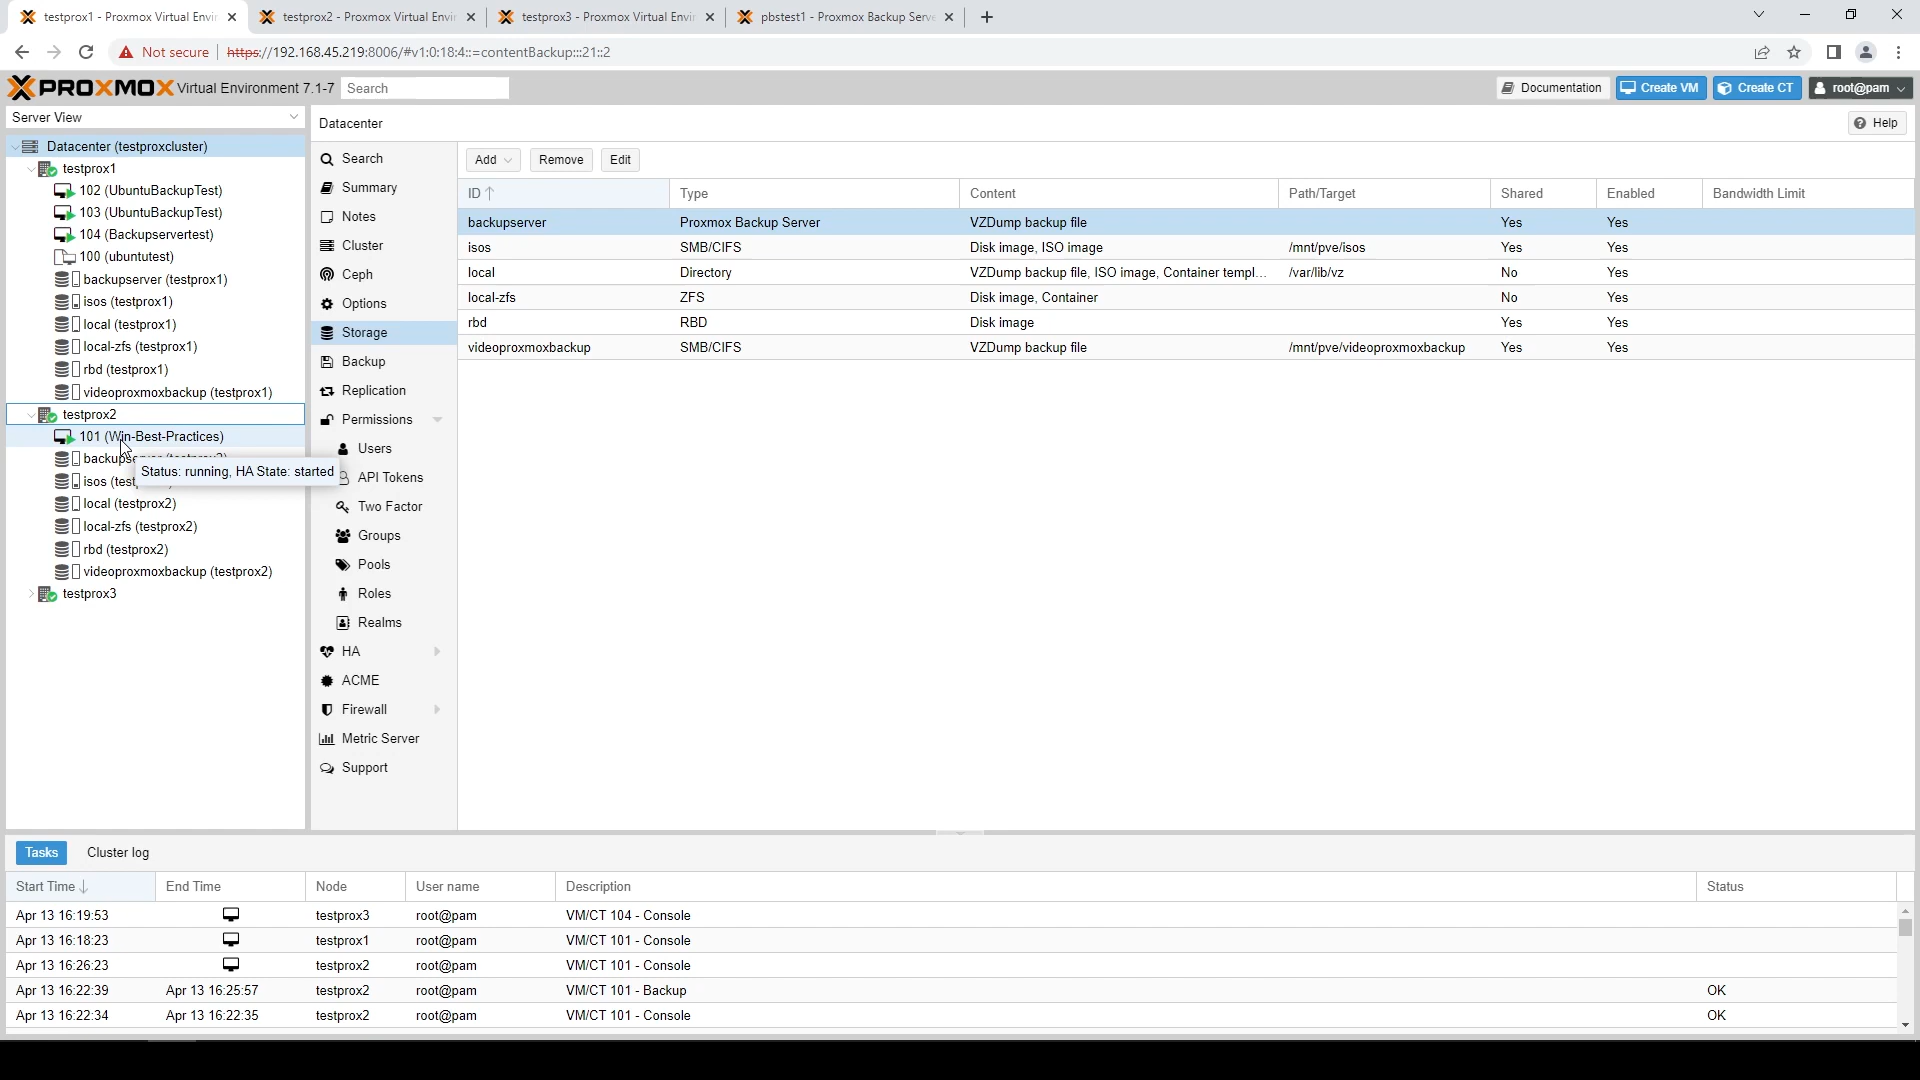 testprox1 - Proxmox Virtual Envir
testprox2 - Proxmox Virtual Envir
testprox3 - Proxmox Virtual Envir
pbstest1 - Proxmox Backup Serve
Not secure
https://192.168.45.219:8006/#v1:0:18:4::=contentBackup:::21::2
PROXMOX Virtual Environment 7.1-7
Search
Documentation
Create VM
Create CT
root@pam
Server View
Datacenter (testproxcluster)
testprox1
102 (UbuntuBackupTest)
103 (UbuntuBackupTest)
104 (Backupservertest)
100 (ubuntutest)
backupserver (testprox1)
isos (testprox1)
local (testprox1)
local-zfs (testprox1)
rbd (testprox1)
videoproxmoxbackup (testprox1)
testprox2
101 (Win-Best-Practices)
Status: running, HA State: started
local (testprox2)
local-zfs (testprox2)
rbd (testprox2)
videoproxmoxbackup (testprox2)
testprox3
Datacenter
Help
Search
Summary
Notes
Cluster
Ceph
Options
Storage
Backup
Replication
Permissions
Users
API Tokens
Two Factor
Groups
Pools
Roles
Realms
HA
ACME
Firewall
Metric Server
Support
Add
Remove
Edit
ID Type Content Path/Target Shared Enabled Bandwidth Limit
backupserver Proxmox Backup Server VZDump backup file Yes Yes
isos SMB/CIFS Disk image, ISO image /mnt/pve/isos Yes Yes
local Directory VZDump backup file, ISO image, Container templ... /var/lib/vz No Yes
local-zfs ZFS Disk image, Container No Yes
rbd RBD Disk image Yes Yes
videoproxmoxbackup SMB/CIFS VZDump backup file /mnt/pve/videoproxmoxbackup Yes Yes
Tasks Cluster log
Start Time End Time Node User name Description Status
Apr 13 16:19:53 testprox3 root@pam VM/CT 104 - Console
Apr 13 16:18:23 testprox1 root@pam VM/CT 101 - Console
Apr 13 16:26:23 testprox2 root@pam VM/CT 101 - Console
Apr 13 16:22:39 Apr 13 16:25:57 testprox2 root@pam VM/CT 101 - Backup OK
Apr 13 16:22:34 Apr 13 16:22:35 testprox2 root@pam VM/CT 101 - Console OK